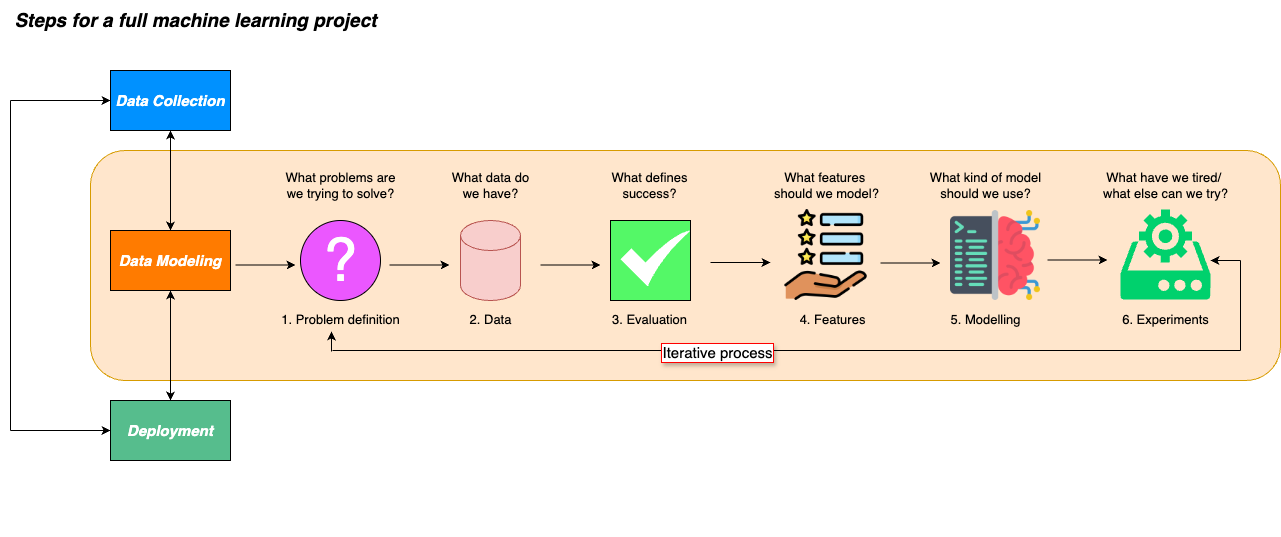 Steps for a full machine learning project
Data Collection
What problems are
we trying to solve?
What data do
we have?
What defines
success?
What features
should we model?
What kind of model
should we use?
What have we tired/
what else can we try?
Data Modeling
?
1. Problem definition
2. Data
3. Evaluation
4. Features
5. Modelling
6. Experiments
Iterative process
Deployment